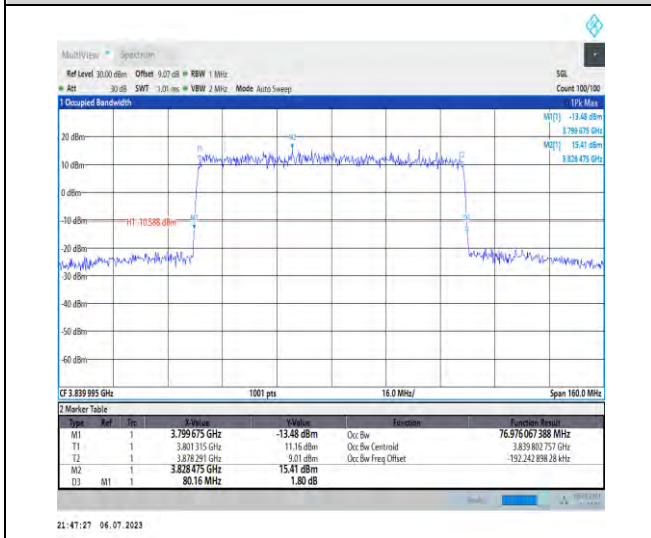 MultiView Spectrum
Ref Level 30.00 dBm Offset 9.07 dB RBW 1 MHz SGL
Att 30 dB SWT 1.01 ms VBW 2 MHz Mode Auto Sweep Count 100/100
1 Occupied Bandwidth 1Pk Max
M1[1] -13.48 dBm
3.799 675 GHz
M2[1] 15.41 dBm
3.828 475 GHz
20 dBm
M2
T1
10 dBm
0 dBm
-10 dBm
H1 -10.588 dBm
M1
-20 dBm
-30 dBm
-40 dBm
-50 dBm
-60 dBm
CF 3.839 995 GHz 1001 pts 16.0 MHz/ Span 160.0 MHz
2 Marker Table
Type Ref Trc X-Value Y-Value Function Function Result
M1 1 3.799 675 GHz -13.48 dBm Occ Bw 76.976 067 388 MHz
T1 1 3.801 315 GHz 11.16 dBm Occ Bw Centroid 3.839 802 757 GHz
T2 1 3.878 291 GHz 9.01 dBm Occ Bw Freq Offset -192.242 898 28 kHz
M2 1 3.828 475 GHz 15.41 dBm
D3 M1 1 80.16 MHz 1.80 dB
21:47:27 06.07.2023